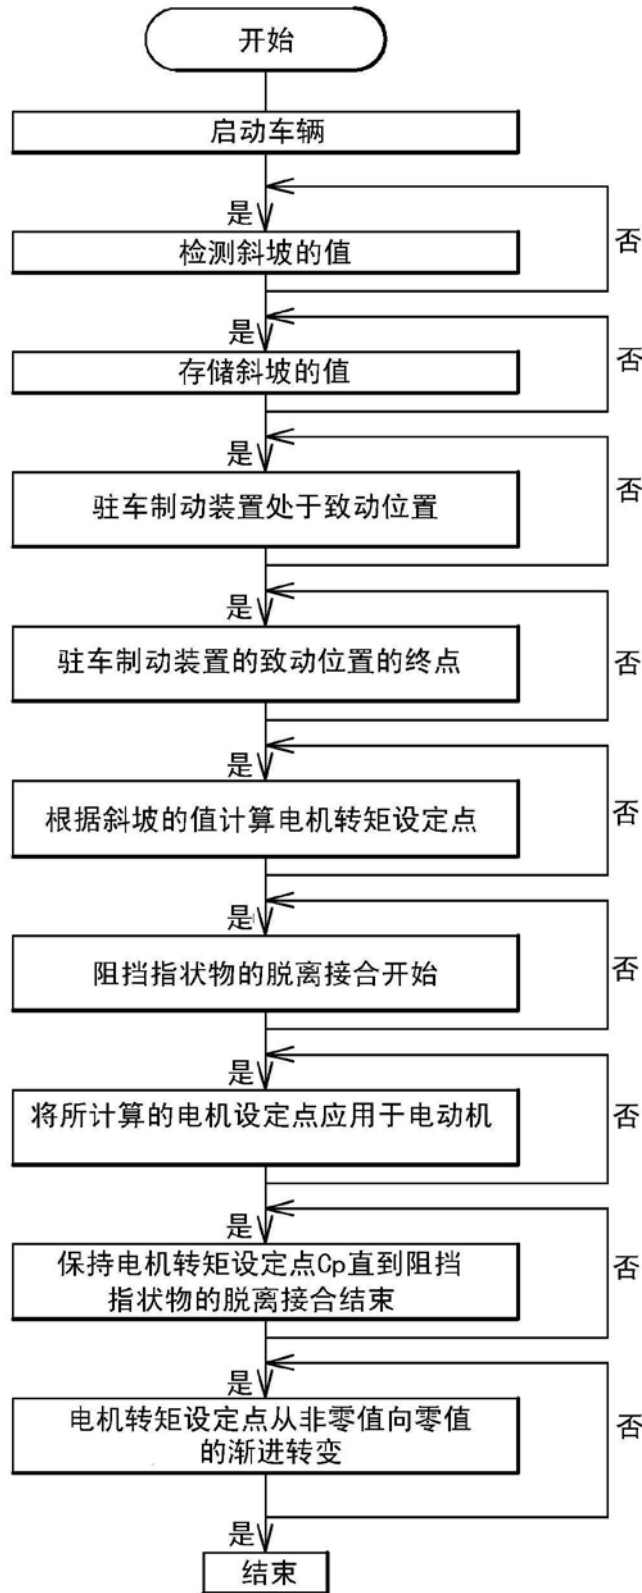 开始
启动车辆
是
否
检测斜坡的值
是
否
存储斜坡的值
是
否
驻车制动装置处于致动位置
是
否
驻车制动装置的致动位置的终点
是
否
根据斜坡的值计算电机转矩设定点
是
否
阻挡指状物的脱离接合开始
是
否
将所计算的电机设定点应用于电动机
是
否
保持电机转矩设定点Cp直到阻挡
指状物的脱离接合结束
是
否
电机转矩设定点从非零值向零值
的渐进转变
是
结束